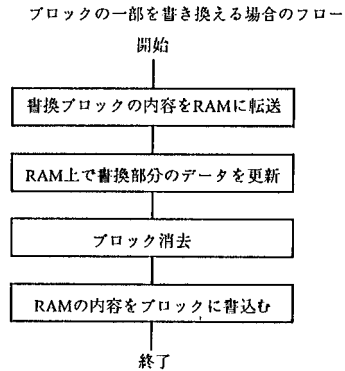 ブロックの一部を書き換える場合のフロー
開始
書換ブロックの内容をRAMに転送
RAM上で書換部分のデータを更新
ブロック消去
RAMの内容をブロックに書込む
終了